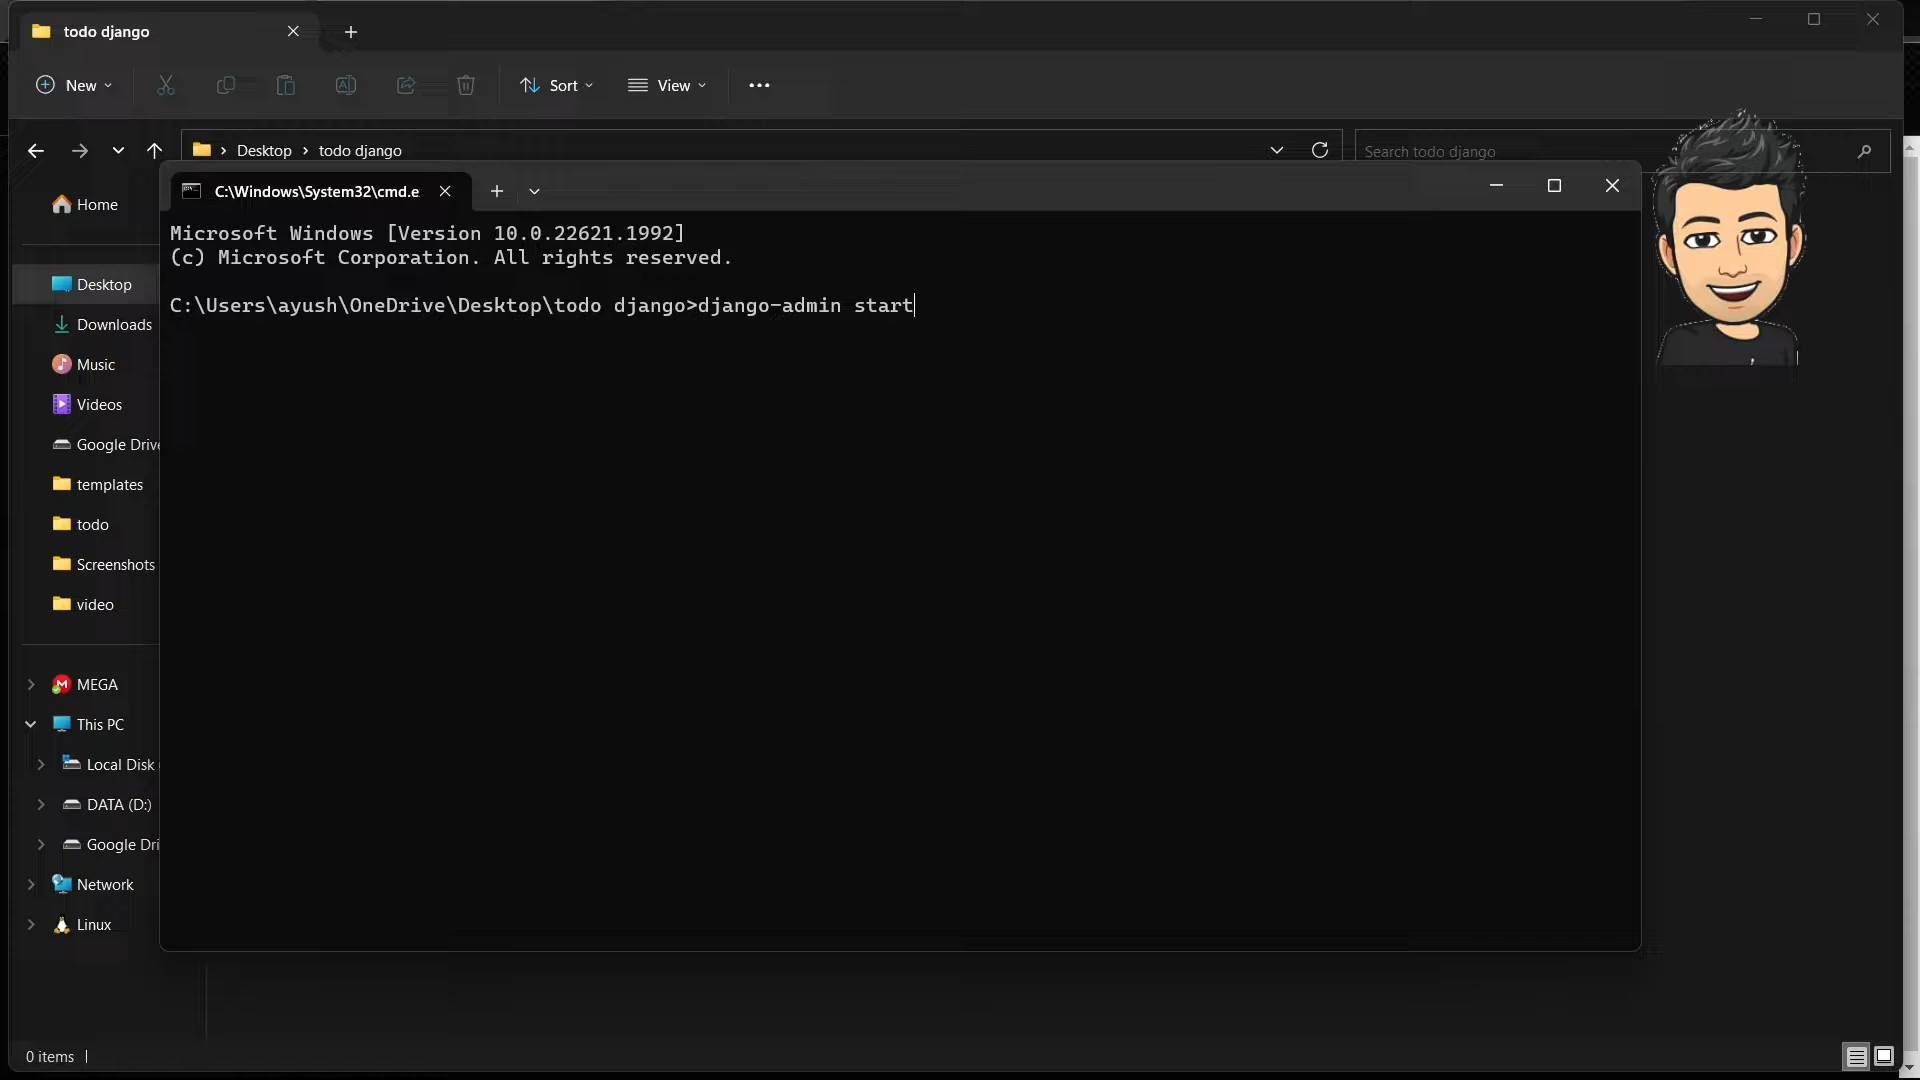 todo django
New
Sort
View
Desktop > todo django
Search todo django
C:\Windows\System32\cmd.e
Microsoft Windows [Version 10.0.22621.1992]
(c) Microsoft Corporation. All rights reserved.
C:\Users\ayush\OneDrive\Desktop\todo django>django-admin start
Home
Desktop
Downloads
Music
Videos
Google Drive
templates
todo
Screenshots
video
MEGA
This PC
Local Disk
DATA (D:)
Google Dri
Network
Linux
0 items